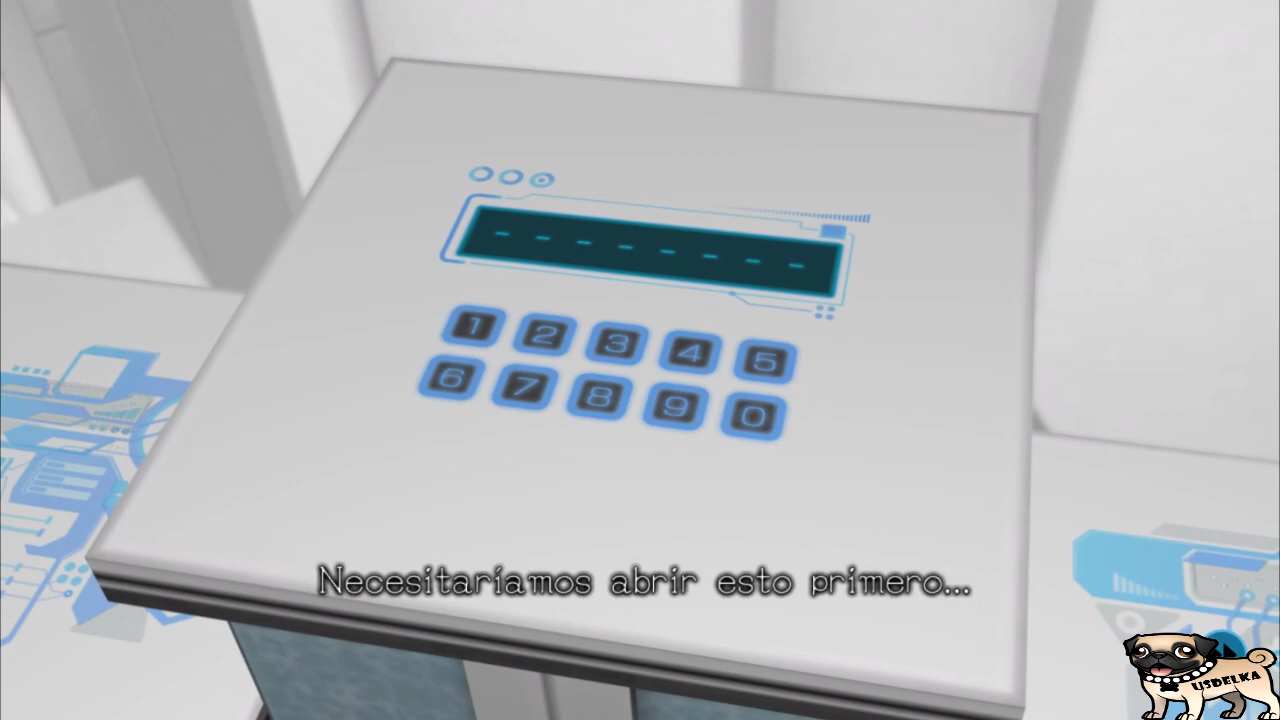 - - - - - - - -
1 2 3 4 5
6 7 8 9 0
Necesitaríamos abrir esto primero...
USDELKA